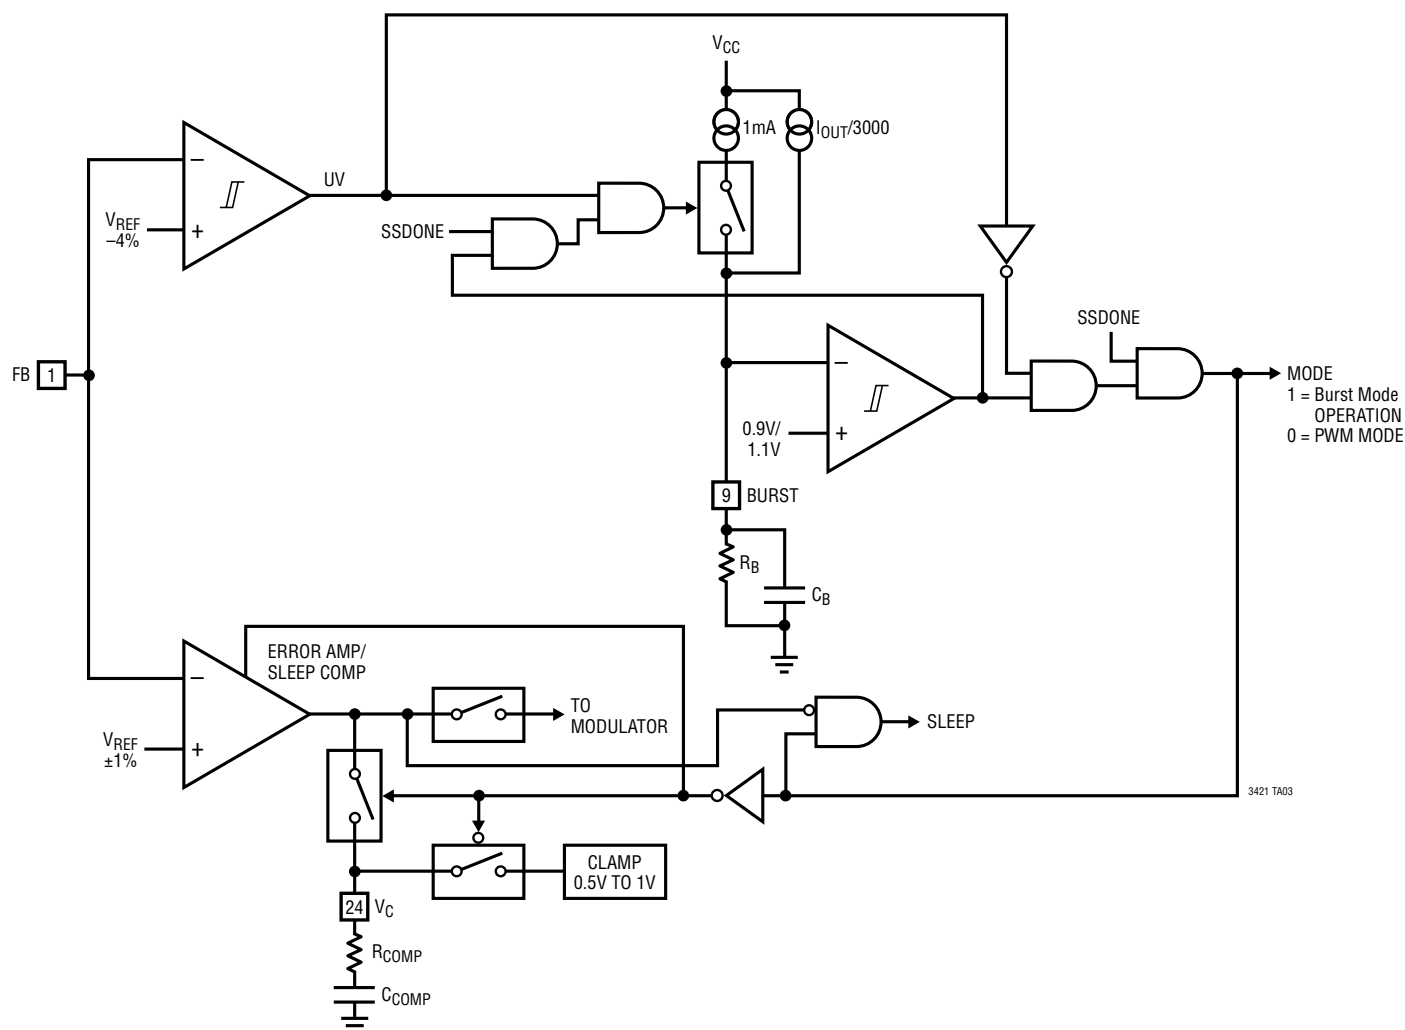 VCC
1mA
IOUT/3000
UV
VREF
–4%
–
+
SSDONE
SSDONE
FB 1
–
+
0.9V/
1.1V
MODE
1 = Burst Mode
OPERATION
0 = PWM MODE
9 BURST
RB
CB
ERROR AMP/
SLEEP COMP
–
+
VREF
±1%
TO
MODULATOR
SLEEP
3421 TA03
CLAMP
0.5V TO 1V
24 VC
RCOMP
CCOMP